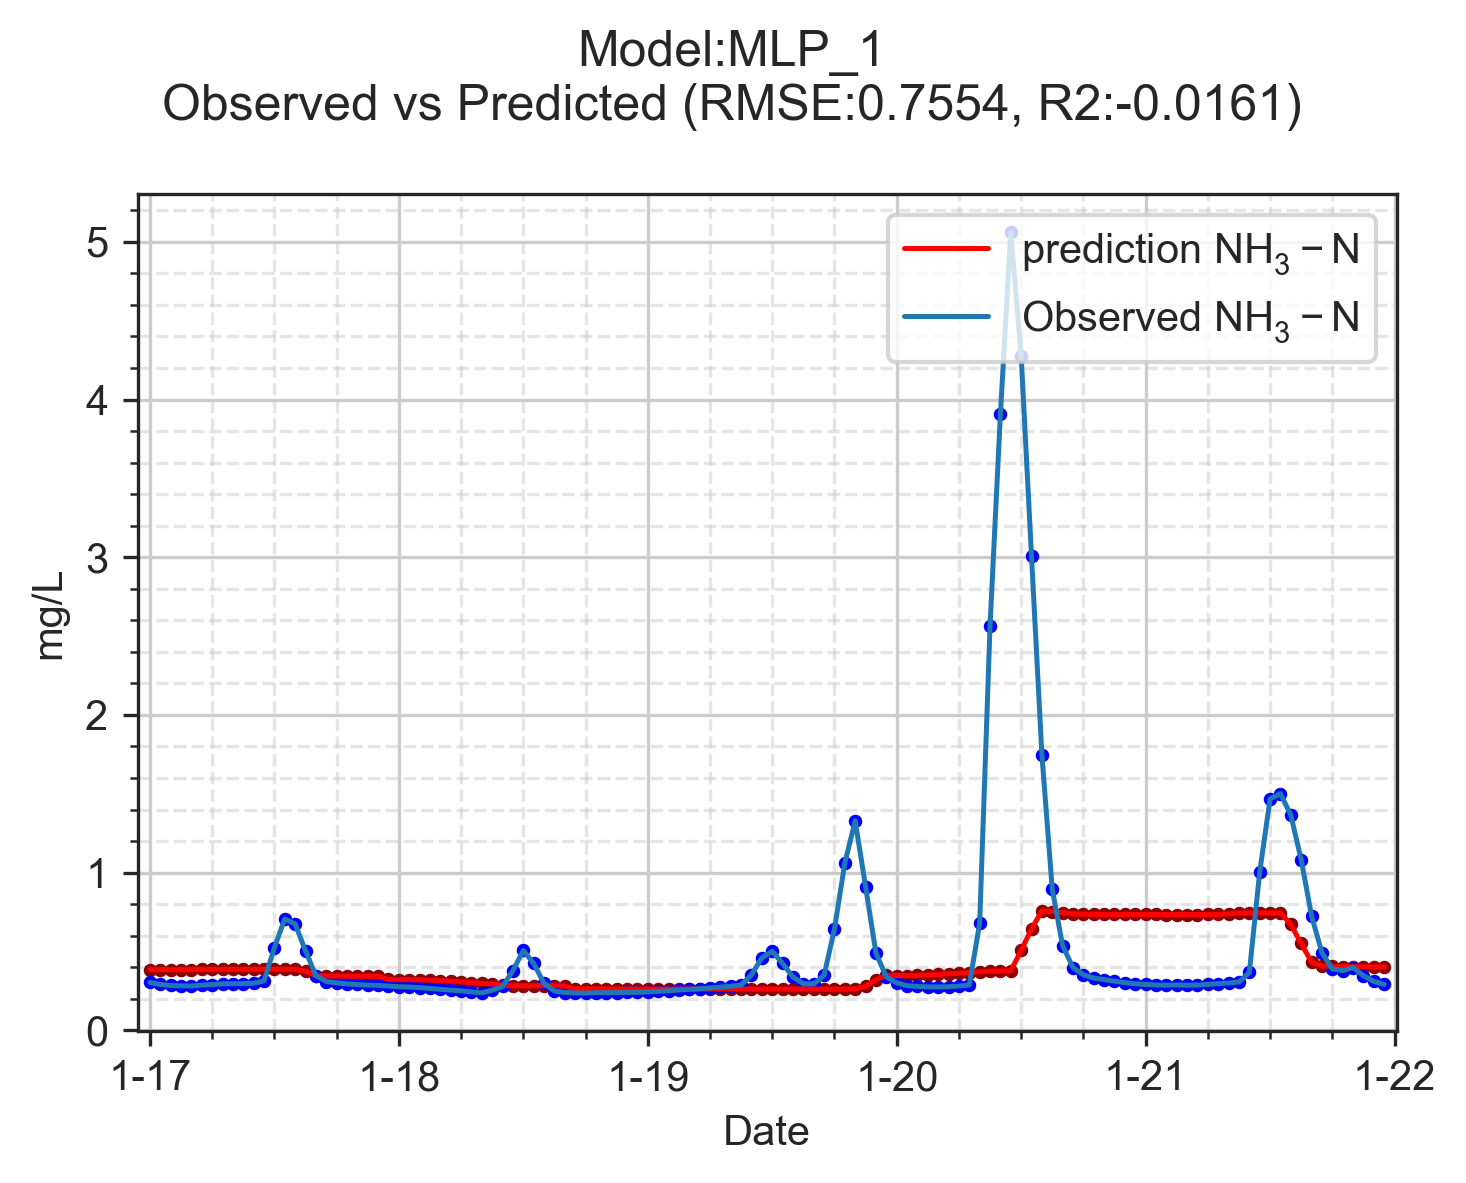 Model:MLP_1
Observed vs Predicted (RMSE:0.7554, R2:-0.0161)
prediction NH₃ − N
Observed NH₃ − N
5
4
3
2
1
0
mg/L
1-17 1-18 1-19 1-20 1-21 1-22
Date